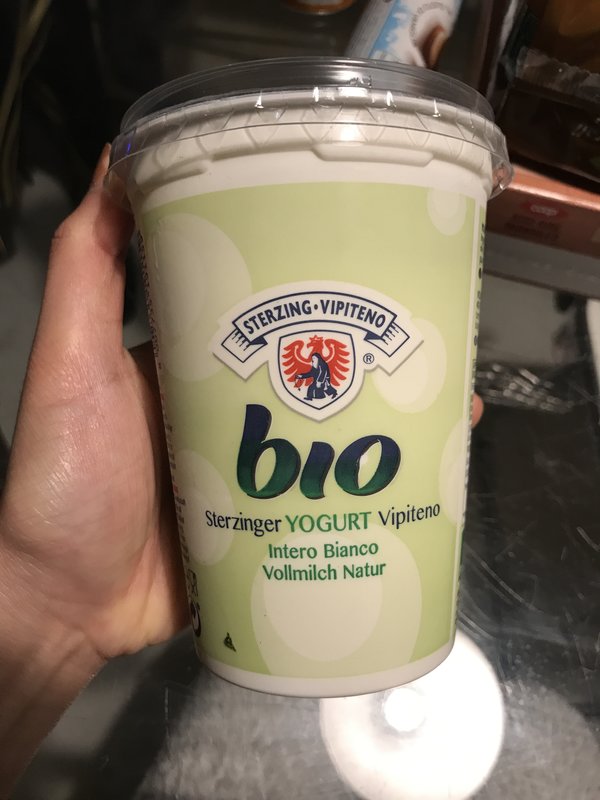 STERZING·VIPITENO
®
bio
Sterzinger YOGURT Vipiteno
Intero Bianco
Vollmilch Natur